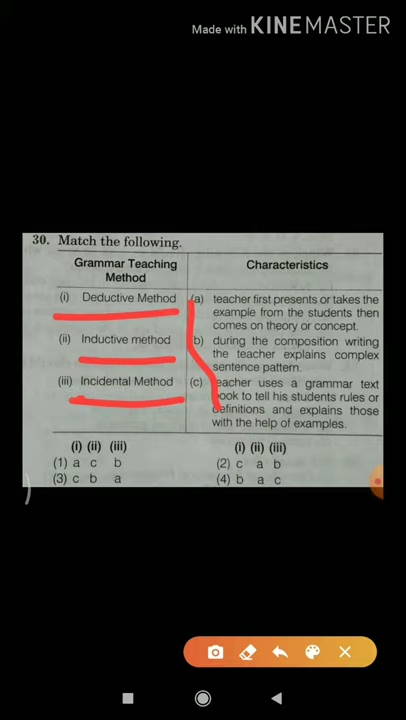 Made with KINEMASTER
30. Match the following.
Grammar Teaching Method Characteristics
(i) Deductive Method (a) teacher first presents or takes the
example from the students then
comes on theory or concept.
(ii) Inductive method b) during the composition writing
the teacher explains complex
sentence pattern.
(iii) Incidental Method (c) teacher uses a grammar text
book to tell his students rules or
definitions and explains those
with the help of examples.
(i) (ii) (iii) (i) (ii) (iii)
(1) a c b (2) c a b
(3) c b a (4) b a c